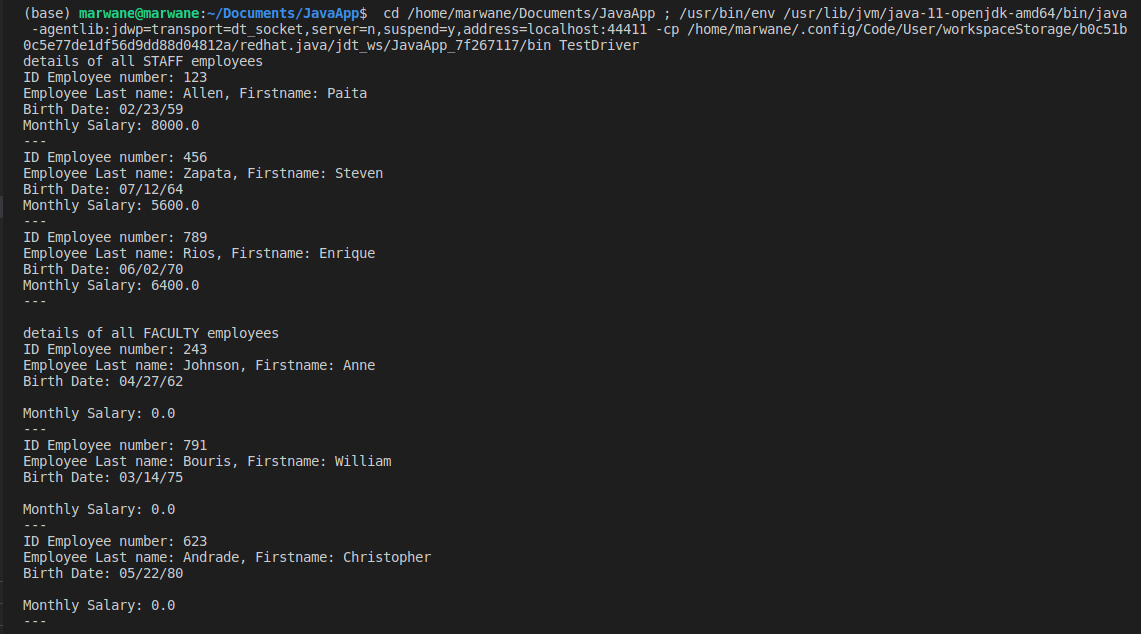 (base) marwane@marwane:~/Documents/JavaApp$  cd /home/marwane/Documents/JavaApp ; /usr/bin/env /usr/lib/jvm/java-11-openjdk-amd64/bin/java
 -agentlib:jdwp=transport=dt_socket,server=n,suspend=y,address=localhost:44411 -cp /home/marwane/.config/Code/User/workspaceStorage/b0c51b
0c5e77de1df56d9dd88d04812a/redhat.java/jdt_ws/JavaApp_7f267117/bin TestDriver
details of all STAFF employees
ID Employee number: 123
Employee Last name: Allen, Firstname: Paita
Birth Date: 02/23/59
Monthly Salary: 8000.0
---
ID Employee number: 456
Employee Last name: Zapata, Firstname: Steven
Birth Date: 07/12/64
Monthly Salary: 5600.0
---
ID Employee number: 789
Employee Last name: Rios, Firstname: Enrique
Birth Date: 06/02/70
Monthly Salary: 6400.0
---

details of all FACULTY employees
ID Employee number: 243
Employee Last name: Johnson, Firstname: Anne
Birth Date: 04/27/62

Monthly Salary: 0.0
---
ID Employee number: 791
Employee Last name: Bouris, Firstname: William
Birth Date: 03/14/75

Monthly Salary: 0.0
---
ID Employee number: 623
Employee Last name: Andrade, Firstname: Christopher
Birth Date: 05/22/80

Monthly Salary: 0.0
---